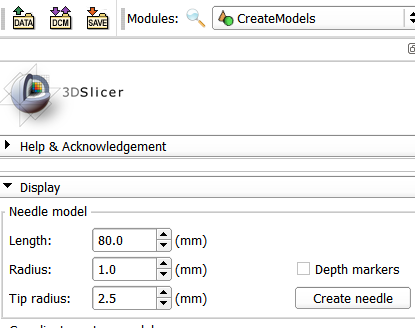 DATA DCM SAVE Modules: CreateModels
3DSlicer
Help & Acknowledgement
Display
Needle model
Length: 80.0 (mm)
Radius: 1.0 (mm) Depth markers
Tip radius: 2.5 (mm) Create needle